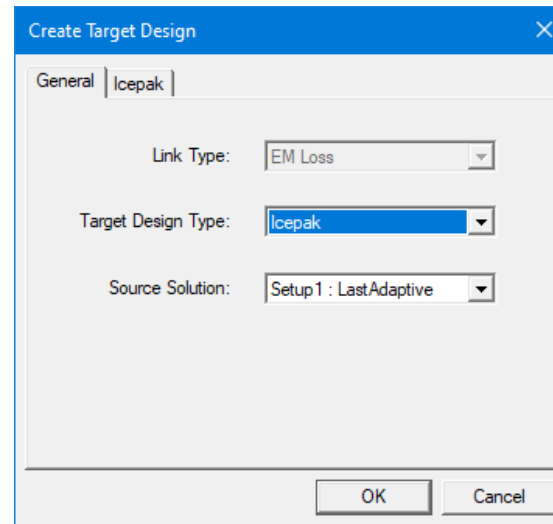 Create Target Design
General
Icepak
Link Type:
EM Loss
Target Design Type:
Icepak
Source Solution:
Setup1 : LastAdaptive
OK
Cancel